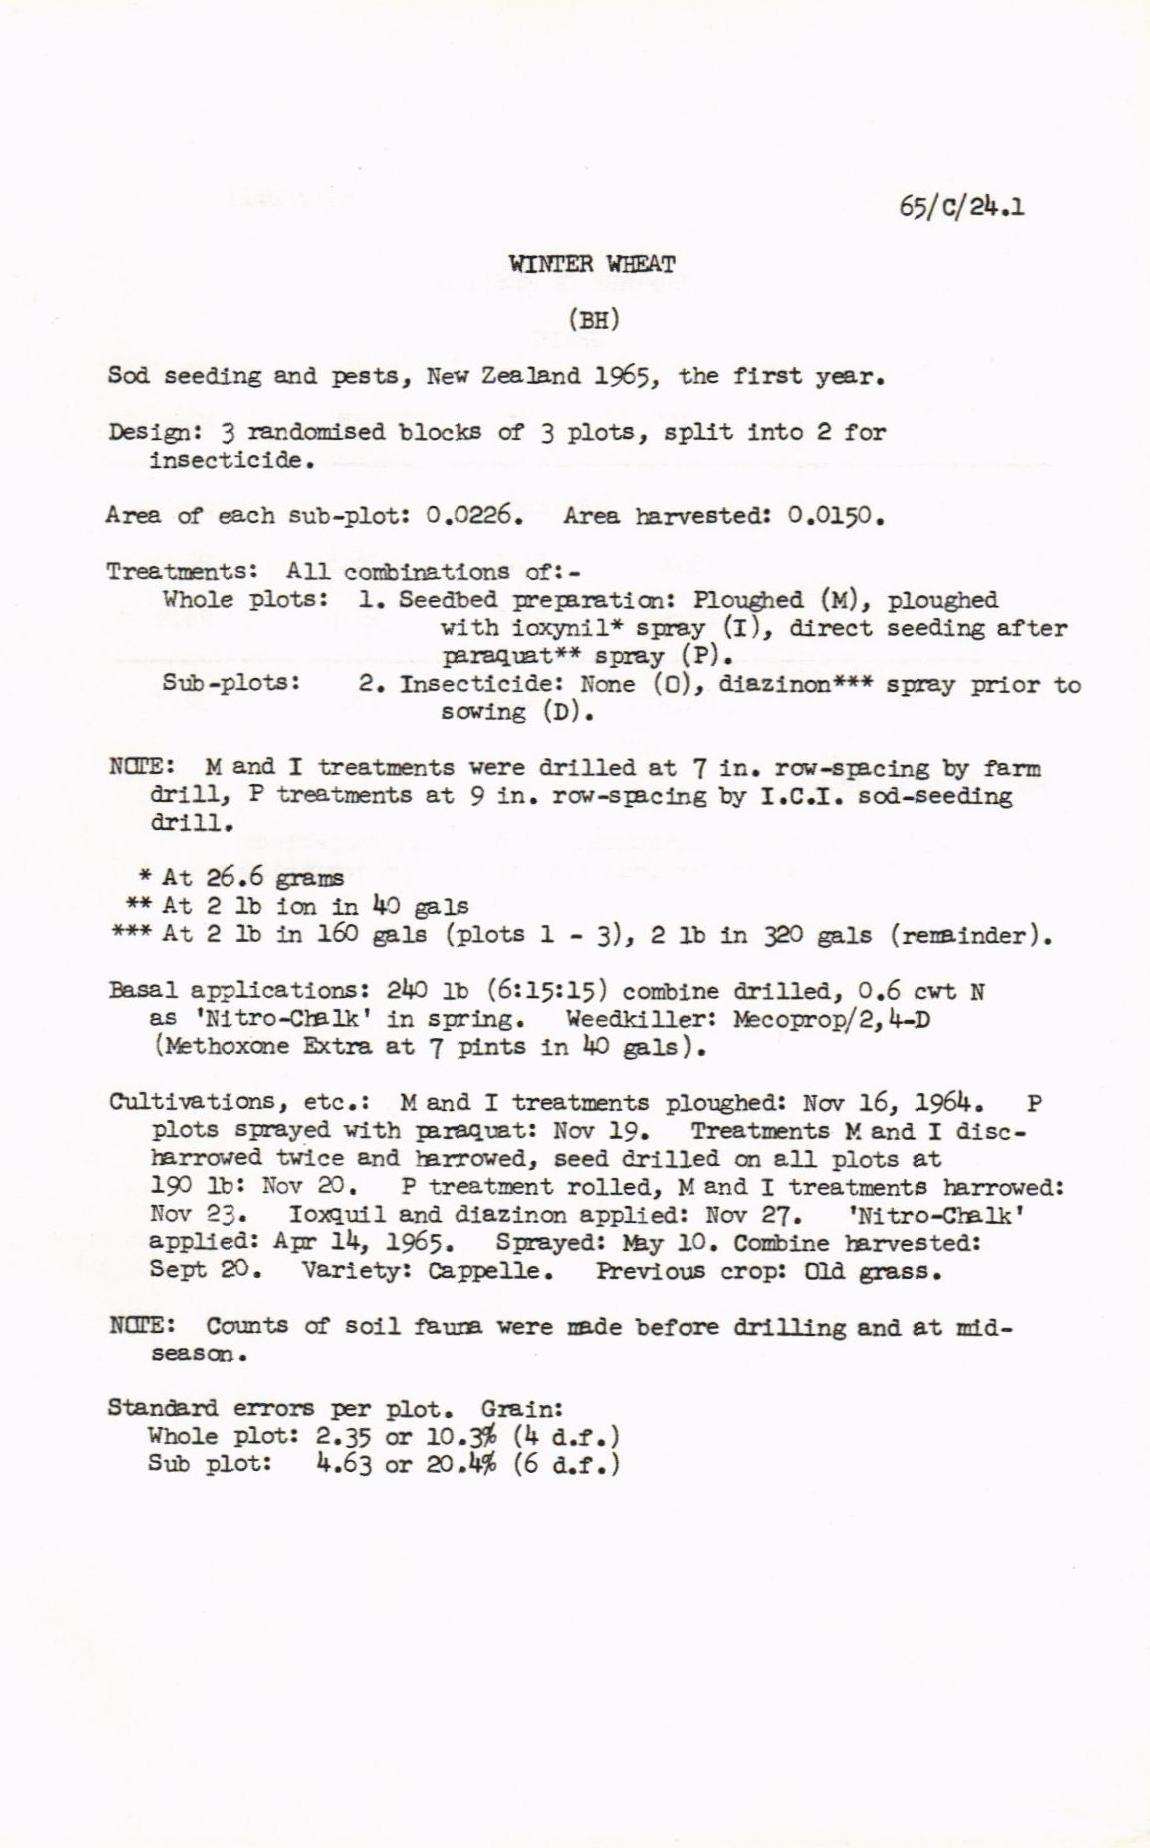 65/C/24.1
WINTER WHEAT
(BH)
Sod seeding and pests, New Zealand 1965, the first year.
Design: 3 randomised blocks of 3 plots, split into 2 for
insecticide.
Area of each sub-plot: 0.0226. Area harvested: 0.0150.
Treatments: All combinations of:-
Whole plots: 1. Seedbed preparation: Ploughed (M), ploughed
with ioxynil* spray (I), direct seeding after
paraquat** spray (P).
Sub-plots: 2. Insecticide: None (O), diazinon*** spray prior to
sowing (D).
NOTE: M and I treatments were drilled at 7 in. row-spacing by farm
drill, P treatments at 9 in. row-spacing by I.C.I. sod-seeding
drill.
* At 26.6 grams
** At 2 lb ion in 40 gals
*** At 2 lb in 160 gals (plots 1 - 3), 2 lb in 320 gals (remainder).
Basal applications: 240 lb (6:15:15) combine drilled, 0.6 cwt N
as 'Nitro-Chalk' in spring. Weedkiller: Mecoprop/2,4-D
(Methoxone Extra at 7 pints in 40 gals).
Cultivations, etc.: M and I treatments ploughed: Nov 16, 1964. P
plots sprayed with paraquat: Nov 19. Treatments M and I disc-
harrowed twice and harrowed, seed drilled on all plots at
190 lb: Nov 20. P treatment rolled, M and I treatments harrowed:
Nov 23. Ioxquil and diazinon applied: Nov 27. 'Nitro-Chalk'
applied: Apr 14, 1965. Sprayed: May 10. Combine harvested:
Sept 20. Variety: Cappelle. Previous crop: Old grass.
NOTE: Counts of soil fauna were made before drilling and at mid-
season.
Standard errors per plot. Grain:
Whole plot: 2.35 or 10.3% (4 d.f.)
Sub plot: 4.63 or 20.4% (6 d.f.)